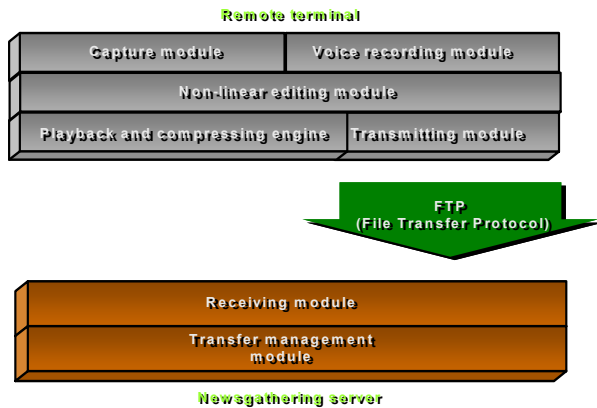 Remote terminal
Capture module
Voice recording module
Non-linear editing module
Playback and compressing engine
Transmitting module
FTP
(File Transfer Protocol)
Receiving module
Transfer management
module
Newsgathering server